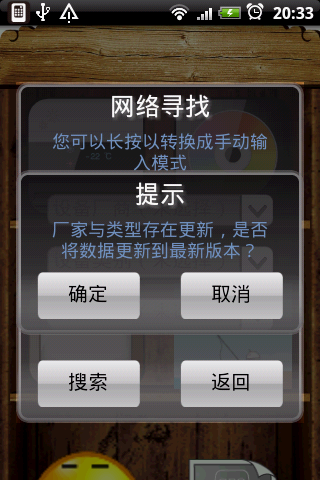 20:33
网络寻找
您可以长按以转换成手动输
入模式
提示
厂家与类型存在更新，是否
将数据更新到最新版本？
确定 取消
搜索 返回